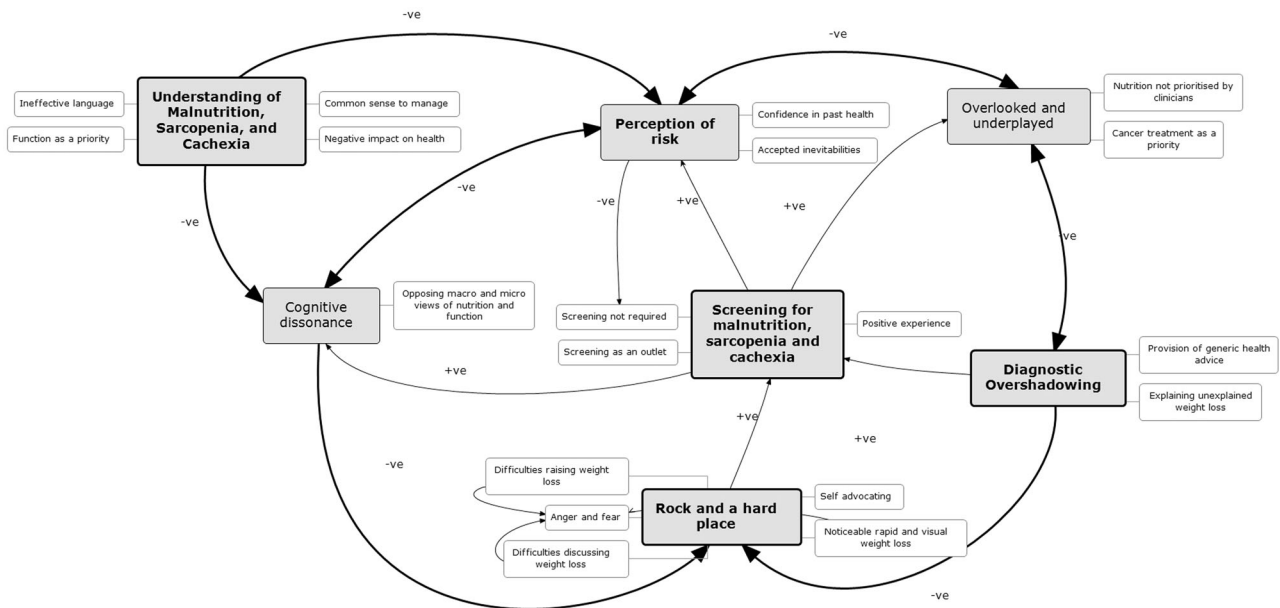 -ve
-ve
Ineffective language
Function as a priority
Understanding of
Malnutrition,
Sarcopenia, and
Cachexia
Common sense to manage
Negative impact on health
Perception of
risk
Confidence in past health
Accepted inevitabilities
Overlooked and
underplayed
Nutrition not prioritised by
clinicians
Cancer treatment as a
priority
-ve
-ve
-ve
+ve
+ve
-ve
Cognitive
dissonance
Opposing macro and micro
views of nutrition and
function
Screening not required
Screening as an outlet
Screening for
malnutrition,
sarcopenia and
cachexia
Positive experience
Diagnostic
Overshadowing
Provision of generic health
advice
Explaining unexplained
weight loss
+ve
+ve
+ve
-ve
Difficulties raising weight
loss
Anger and fear
Difficulties discussing
weight loss
Rock and a hard
place
Self advocating
Noticeable rapid and visual
weight loss
-ve